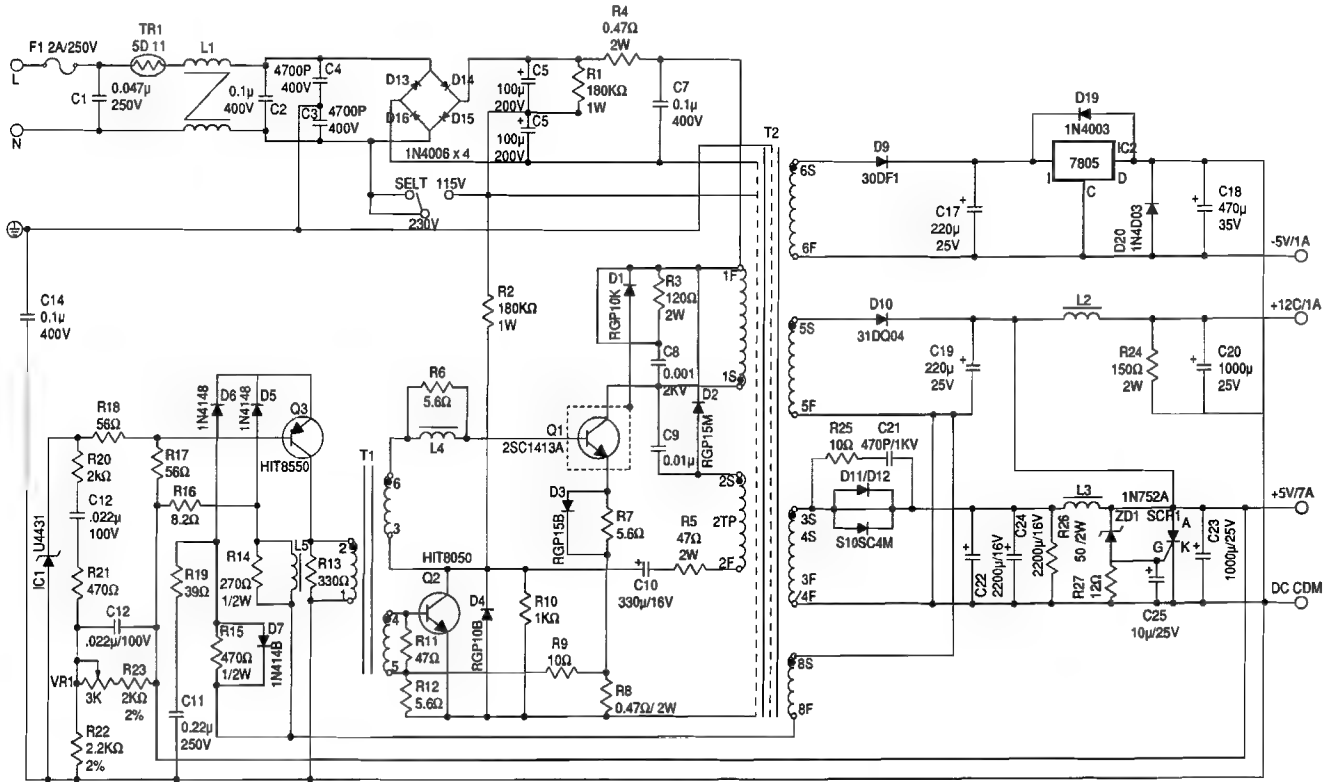 F1 2A/250V
L
N
C1
0.047μ
250V
TR1
5D 11
L1
0.1μ
400V
C2
4700P
400V
C4
C3
4700P
400V
D13
D14
D16
D15
1N4006 x 4
+
C5
100μ
200V
+
C5
100μ
200V
R1
180KΩ
1W
R4
0.47Ω
2W
C7
0.1μ
400V
SELT
115V
230V
C14
0.1μ
400V
R2
180KΩ
1W
T2
D1
RGP10K
R3
120Ω
2W
C8
0.001
2KV
1F
1S
D2
RGP15M
C9
0.01μ
Q1
2SC1413A
R6
5.6Ω
L4
D3
RGP15B
R7
5.6Ω
2S
2TP
2F
R5
47Ω
2W
+
C10
330μ/16V
R18
56Ω
R20
2kΩ
C12
.022μ
100V
R21
470Ω
C12
.022μ/100V
VR1
3K
R23
2KΩ
2%
R22
2.2KΩ
2%
IC1
U4431
R17
56Ω
R16
8.2Ω
D6
1N4148
D5
1N4148
Q3
HIT8550
R19
39Ω
C11
0.22μ
250V
R14
270Ω
1/2W
L5
R13
330Ω
R15
470Ω
1/2W
D7
1N414B
T1
2
1
6
3
4
5
HIT8050
Q2
R11
47Ω
R12
5.6Ω
D4
RGP10B
R10
1KΩ
R9
10Ω
R8
0.47Ω/ 2W
6S
6F
D9
30DF1
+
C17
220μ
25V
D19
1N4003
7805
IC2
I
C
D
D20
1N4D03
+
C18
470μ
35V
-5V/1A
5S
5F
D10
31DQ04
C19
220μ
25V
+
L2
R24
150Ω
2W
+
C20
1000μ
25V
+12C/1A
R25
10Ω
C21
470P/1KV
D11/D12
S10SC4M
3S
4S
3F
4F
L3
+
C22
2200μ/16V
+
C24
2200μ/16V
R26
50 /2W
1N752A
ZD1
SCR1
A
G
K
R27
12Ω
+
C25
10μ/25V
+
C23
1000μ/25V
+5V/7A
DC CDM
8S
8F